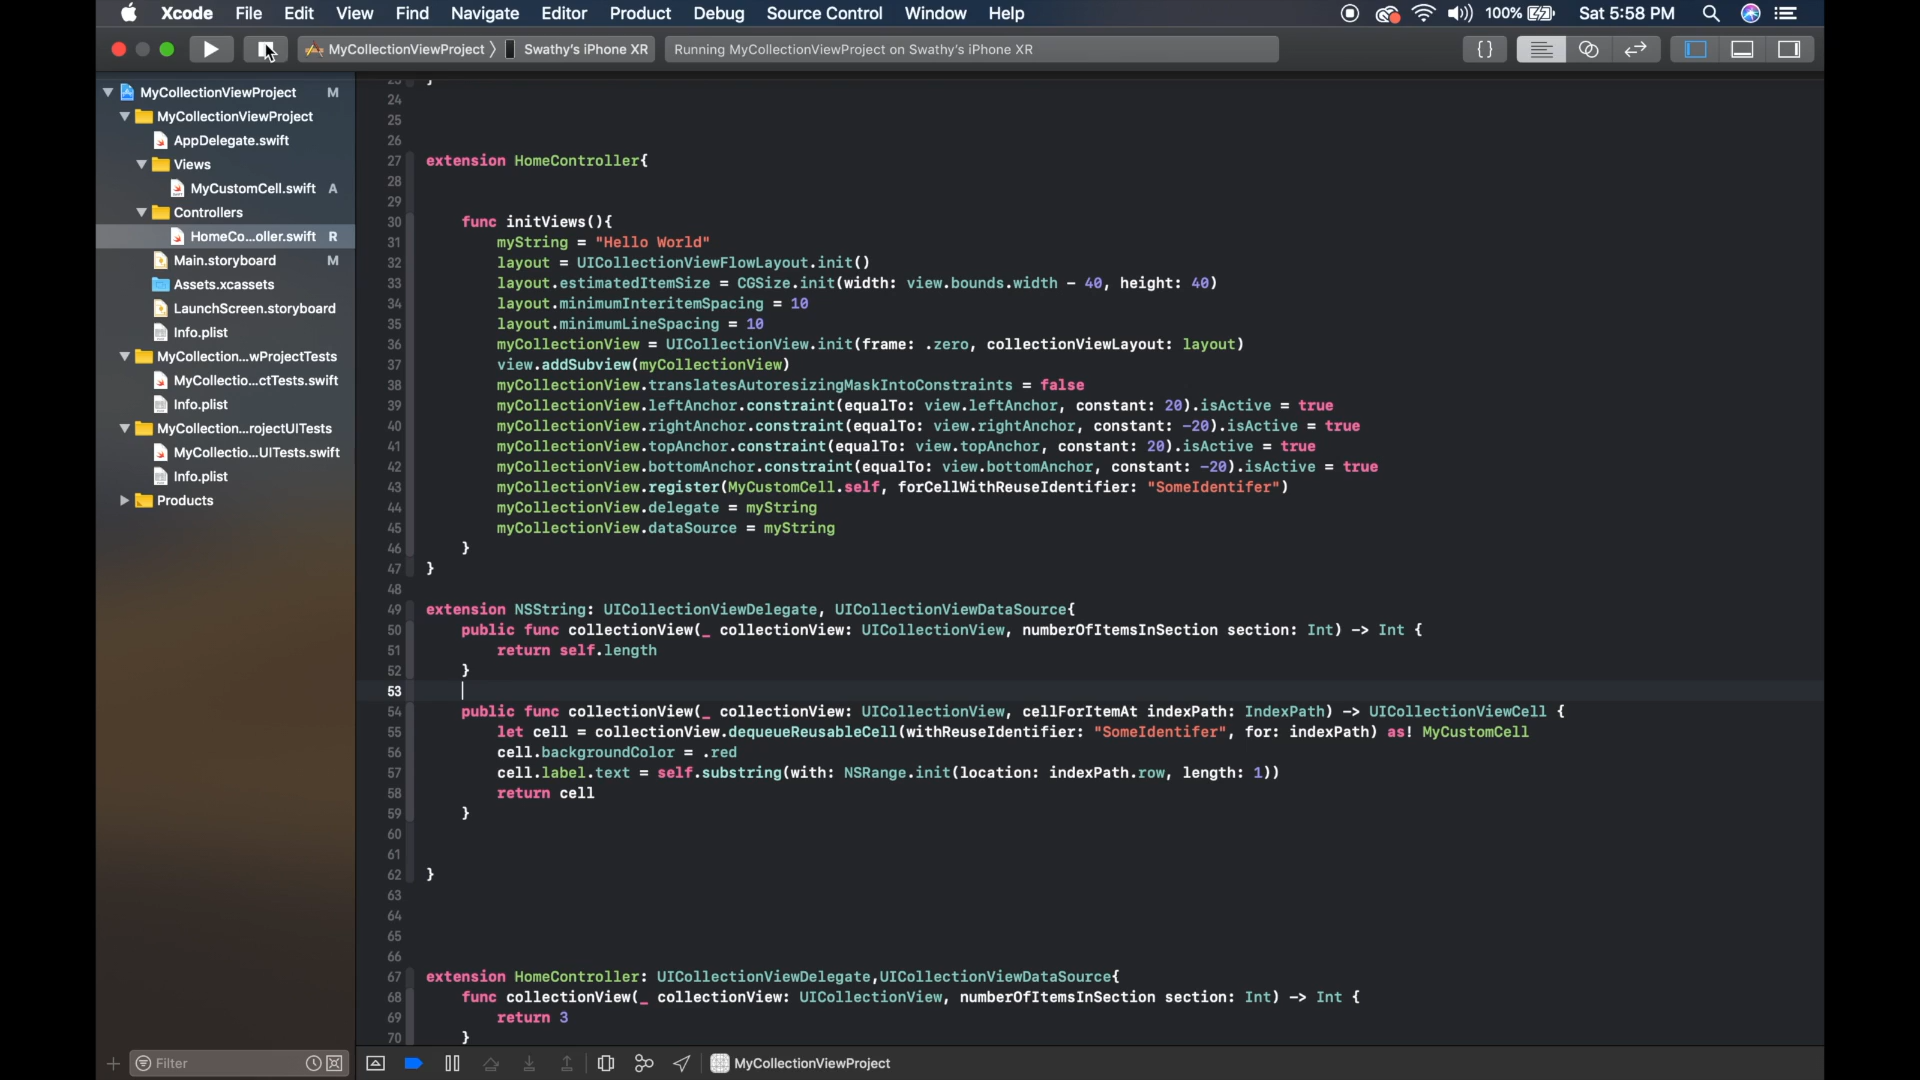 Xcode File Edit View Find Navigate Editor Product Debug Source Control Window Help 100% Sat 5:58 PM
MyCollectionViewProject Swathy's iPhone XR Running MyCollectionViewProject on Swathy's iPhone XR {}
MyCollectionViewProject M
MyCollectionViewProject
AppDelegate.swift
Views
MyCustomCell.swift A
Controllers
HomeCo...oller.swift R
Main.storyboard M
Assets.xcassets
LaunchScreen.storyboard
Info.plist
MyCollection...wProjectTests
MyCollectio...ctTests.swift
Info.plist
MyCollection...rojectUITests
MyCollectio...UITests.swift
Info.plist
Products
Filter
23 }
24
25
26
27 extension HomeController{
28
29
30 func initViews(){
31 myString = "Hello World"
32 layout = UICollectionViewFlowLayout.init()
33 layout.estimatedItemSize = CGSize.init(width: view.bounds.width - 40, height: 40)
34 layout.minimumInteritemSpacing = 10
35 layout.minimumLineSpacing = 10
36 myCollectionView = UICollectionView.init(frame: .zero, collectionViewLayout: layout)
37 view.addSubview(myCollectionView)
38 myCollectionView.translatesAutoresizingMaskIntoConstraints = false
39 myCollectionView.leftAnchor.constraint(equalTo: view.leftAnchor, constant: 20).isActive = true
40 myCollectionView.rightAnchor.constraint(equalTo: view.rightAnchor, constant: -20).isActive = true
41 myCollectionView.topAnchor.constraint(equalTo: view.topAnchor, constant: 20).isActive = true
42 myCollectionView.bottomAnchor.constraint(equalTo: view.bottomAnchor, constant: -20).isActive = true
43 myCollectionView.register(MyCustomCell.self, forCellWithReuseIdentifier: "SomeIdentifer")
44 myCollectionView.delegate = myString
45 myCollectionView.dataSource = myString
46 }
47 }
48
49 extension NSString: UICollectionViewDelegate, UICollectionViewDataSource{
50 public func collectionView(_ collectionView: UICollectionView, numberOfItemsInSection section: Int) -> Int {
51 return self.length
52 }
53
54 public func collectionView(_ collectionView: UICollectionView, cellForItemAt indexPath: IndexPath) -> UICollectionViewCell {
55 let cell = collectionView.dequeueReusableCell(withReuseIdentifier: "SomeIdentifer", for: indexPath) as! MyCustomCell
56 cell.backgroundColor = .red
57 cell.label.text = self.substring(with: NSRange.init(location: indexPath.row, length: 1))
58 return cell
59 }
60
61
62 }
63
64
65
66
67 extension HomeController: UICollectionViewDelegate,UICollectionViewDataSource{
68 func collectionView(_ collectionView: UICollectionView, numberOfItemsInSection section: Int) -> Int {
69 return 3
70 }
MyCollectionViewProject